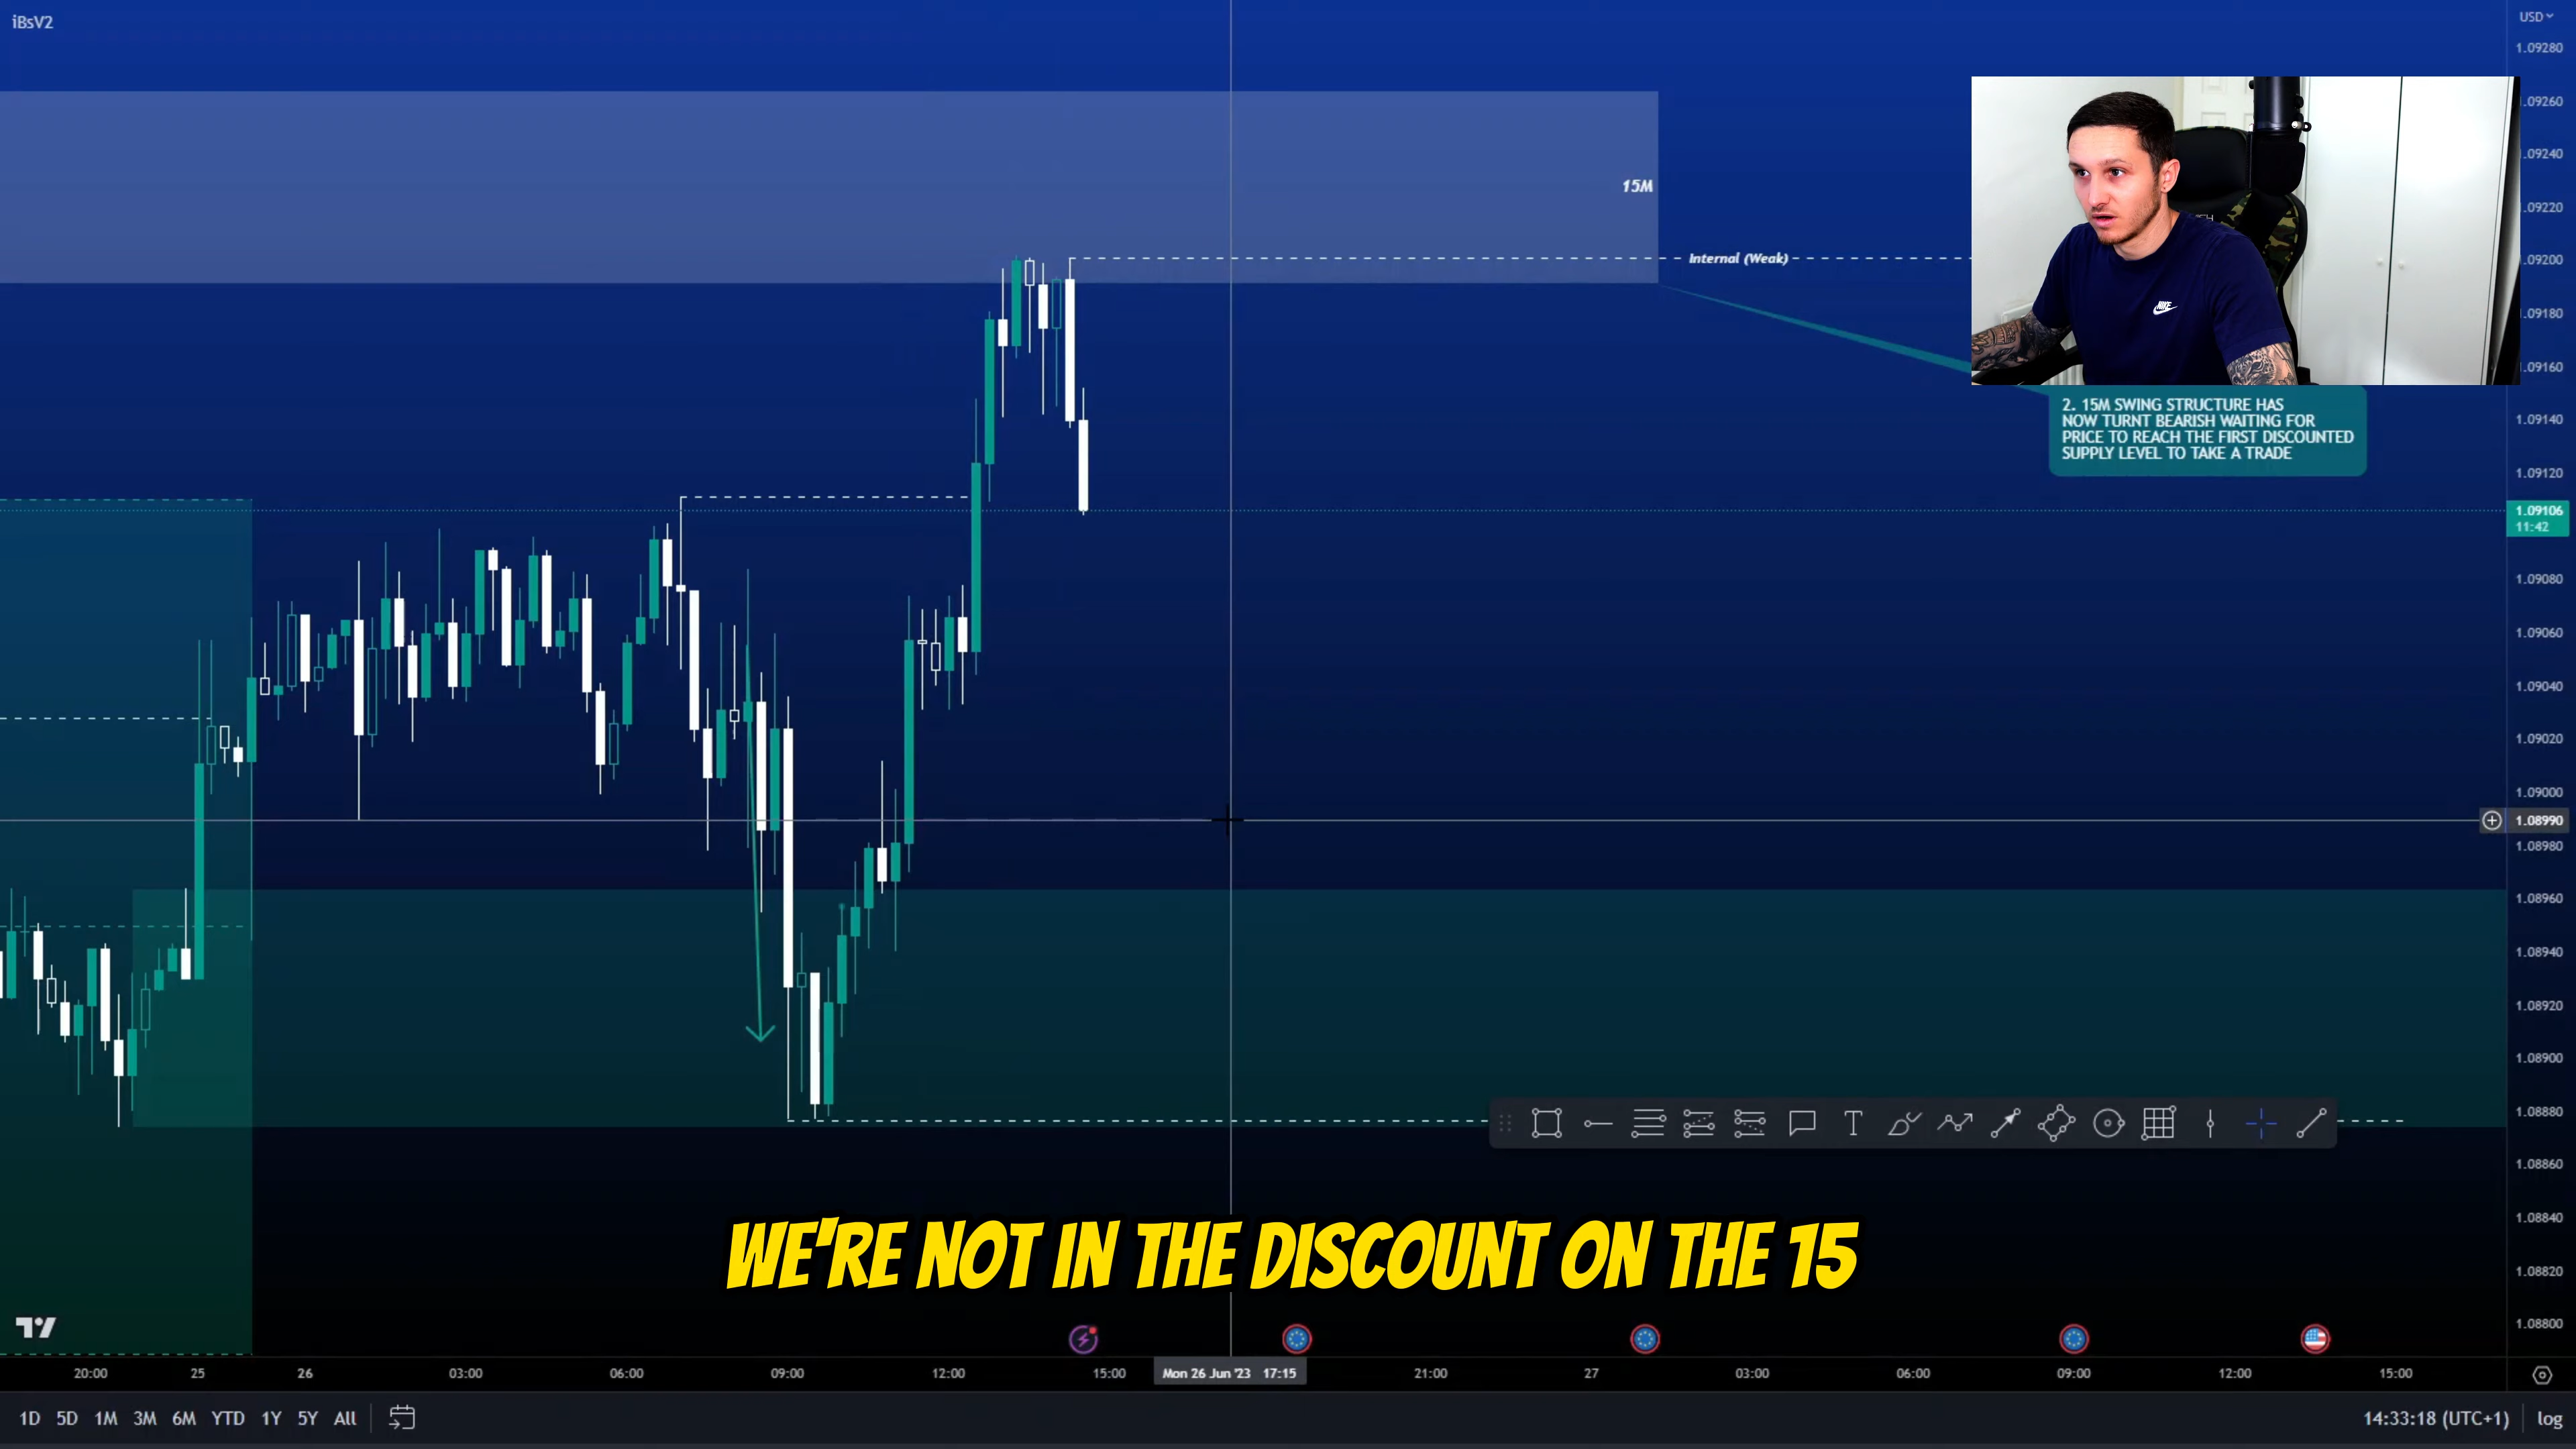 iBsV2
USD
1.09280
.09260
.09240
.09220
.09200
.09180
.09160
1.09140
1.09120
1.09106
11:42
1.09080
1.09060
1.09040
1.09020
1.09000
1.08990
1.08980
1.08960
1.08940
1.08920
1.08900
1.08880
1.08860
1.08840
1.08820
1.08800
15M
Internal (Weak)
2. 15M SWING STRUCTURE HAS
NOW TURNT BEARISH WAITING FOR
PRICE TO REACH THE FIRST DISCOUNTED
SUPPLY LEVEL TO TAKE A TRADE
WE'RE NOT IN THE DISCOUNT ON THE 15
20:00 25 26 03:00 06:00 09:00 12:00 15:00 Mon 26 Jun '23 17:15 21:00 27 03:00 06:00 09:00 12:00 15:00
1D 5D 1M 3M 6M YTD 1Y 5Y All 14:33:18 (UTC+1) log